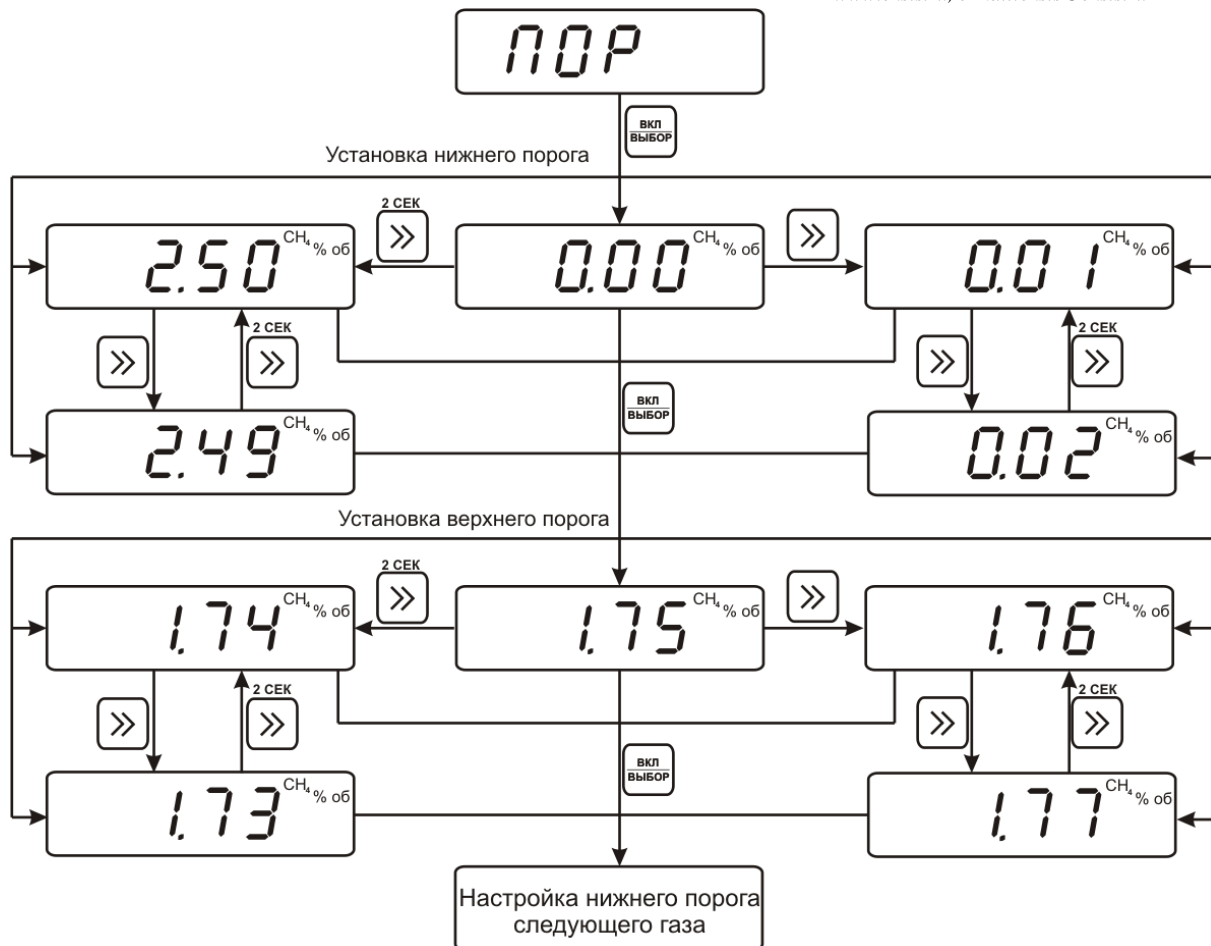 ПОР
ВКЛ
ВЫБОР
Установка нижнего порога
2 СЕК
2.50 CH₄ % об
0.00 CH₄ % об
0.01 CH₄ % об
2 СЕК
2 СЕК
ВКЛ
ВЫБОР
2.49 CH₄ % об
0.02 CH₄ % об
Установка верхнего порога
2 СЕК
1.74 CH₄ % об
1.75 CH₄ % об
1.76 CH₄ % об
2 СЕК
2 СЕК
ВКЛ
ВЫБОР
1.73 CH₄ % об
1.77 CH₄ % об
Настройка нижнего порога
следующего газа